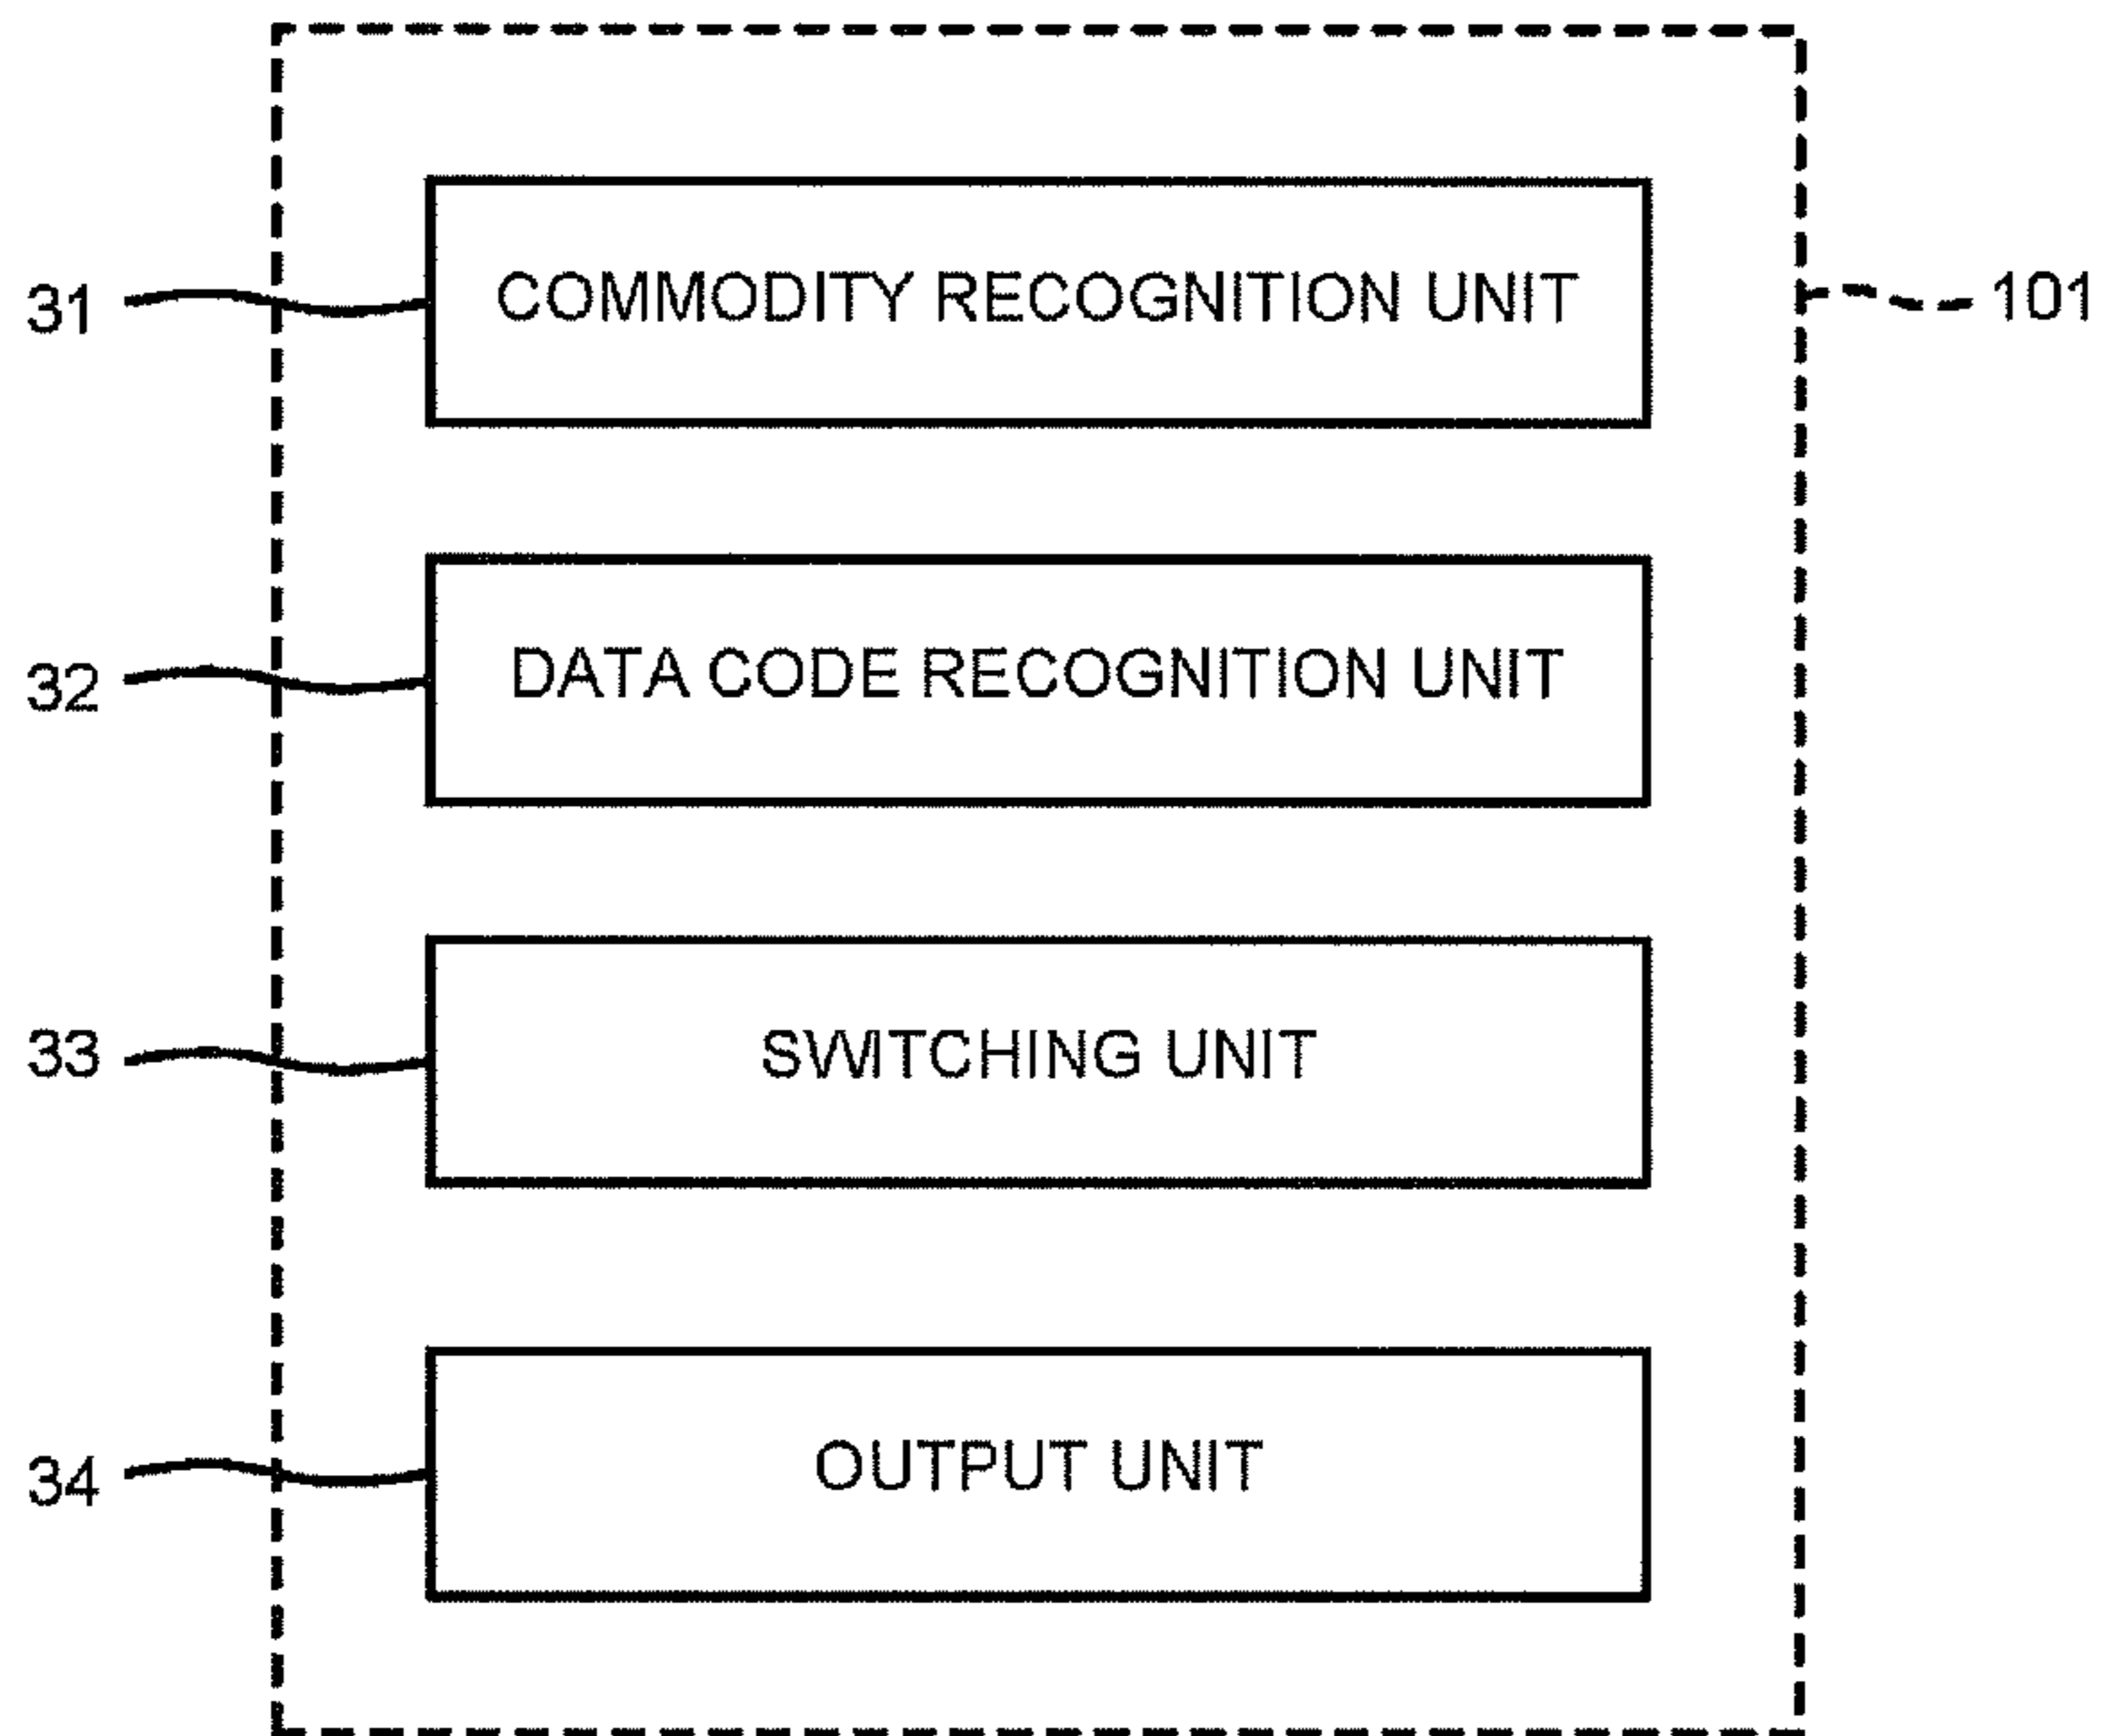 31
COMMODITY RECOGNITION UNIT
101
32
DATA CODE RECOGNITION UNIT
33
SWITCHING UNIT
34
OUTPUT UNIT